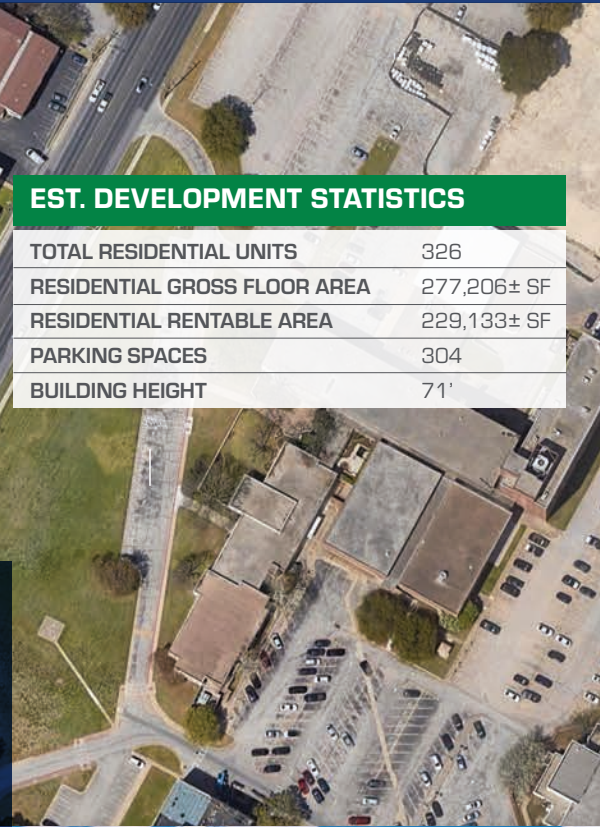 EST. DEVELOPMENT STATISTICS
TOTAL RESIDENTIAL UNITS 326
RESIDENTIAL GROSS FLOOR AREA 277,206± SF
RESIDENTIAL RENTABLE AREA 229,133± SF
PARKING SPACES 304
BUILDING HEIGHT 71'